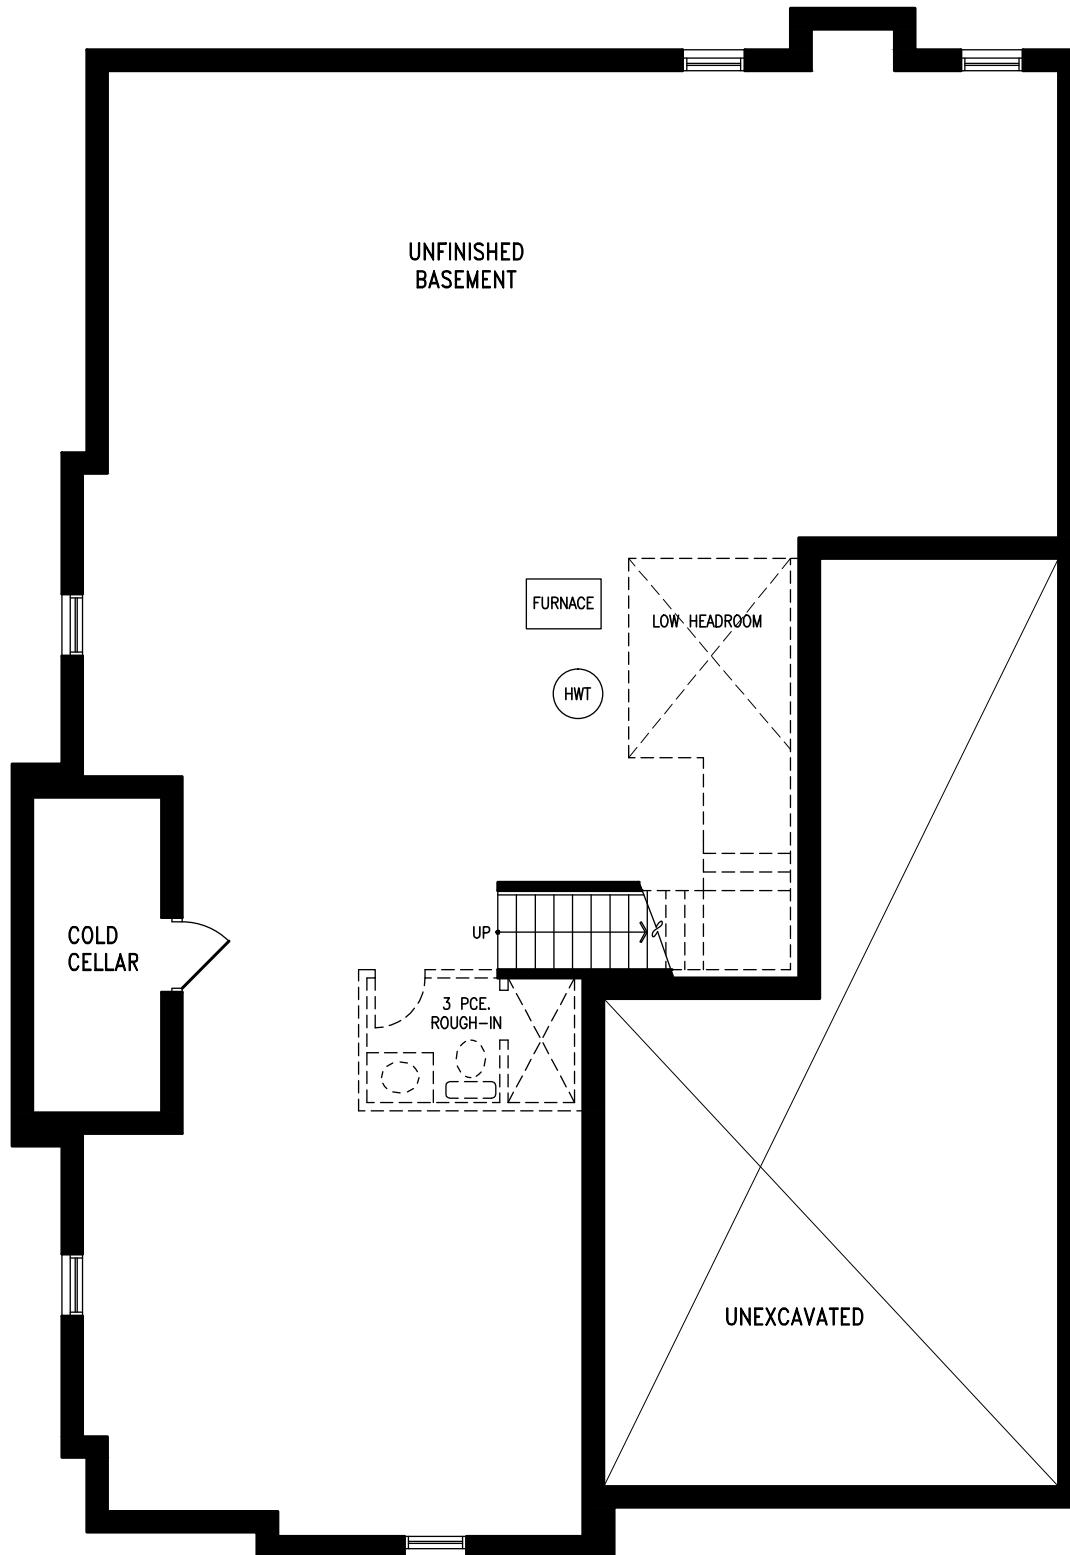 UNFINISHED
BASEMENT
FURNACE
LOW HEADROOM
HWT
UP
COLD
CELLAR
3 PCE.
ROUGH-IN
UNEXCAVATED